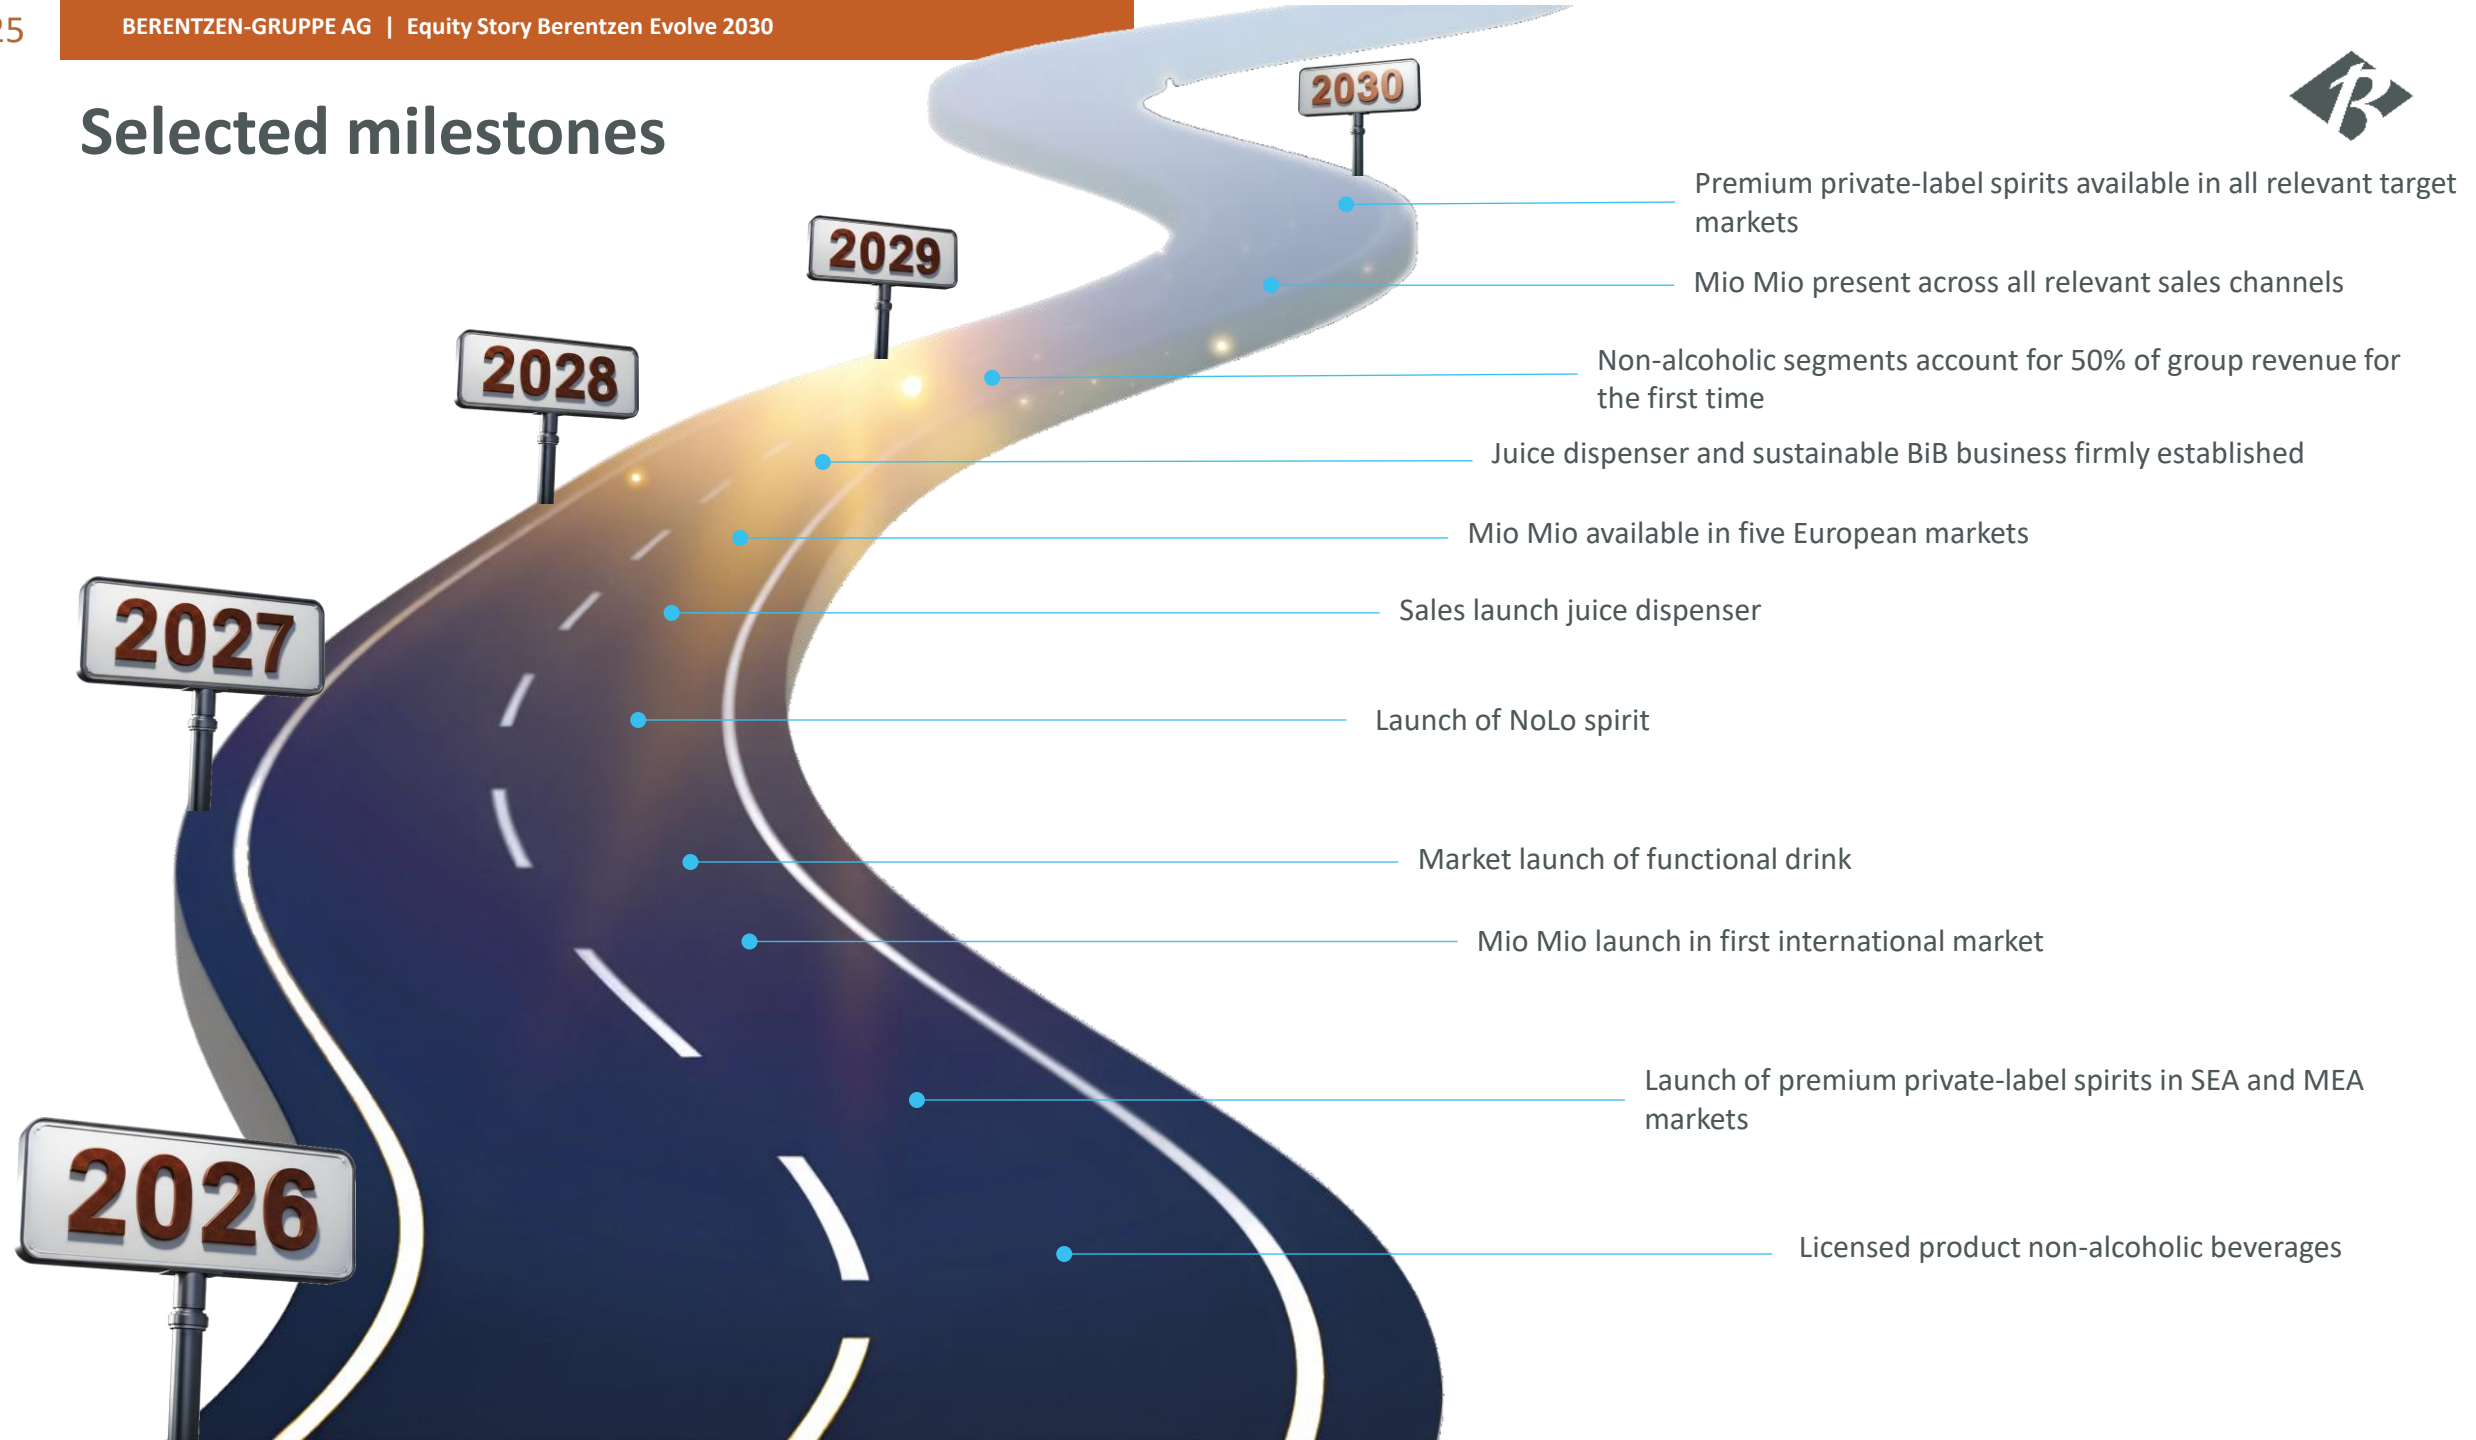 25
BERENTZEN-GRUPPE AG | Equity Story Berentzen Evolve 2030
Selected milestones
2030
Premium private-label spirits available in all relevant target
markets
2029
Mio Mio present across all relevant sales channels
2028
Non-alcoholic segments account for 50% of group revenue for
the first time
Juice dispenser and sustainable BiB business firmly established
Mio Mio available in five European markets
2027
Sales launch juice dispenser
Launch of NoLo spirit
Market launch of functional drink
Mio Mio launch in first international market
Launch of premium private-label spirits in SEA and MEA
markets
2026
Licensed product non-alcoholic beverages